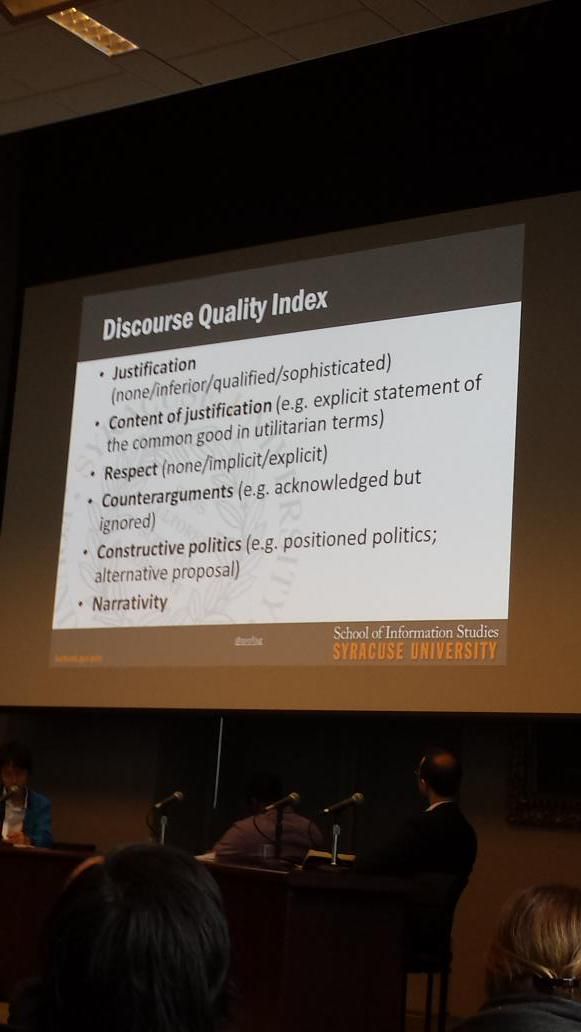 Discourse Quality Index
• Justification
(none/inferior/qualified/sophisticated)
• Content of justification (e.g. explicit statement of
the common good in utilitarian terms)
• Respect (none/implicit/explicit)
• Counterarguments (e.g. acknowledged but
ignored)
• Constructive politics (e.g. positioned politics;
alternative proposal)
• Narrativity
School of Information Studies
SYRACUSE UNIVERSITY